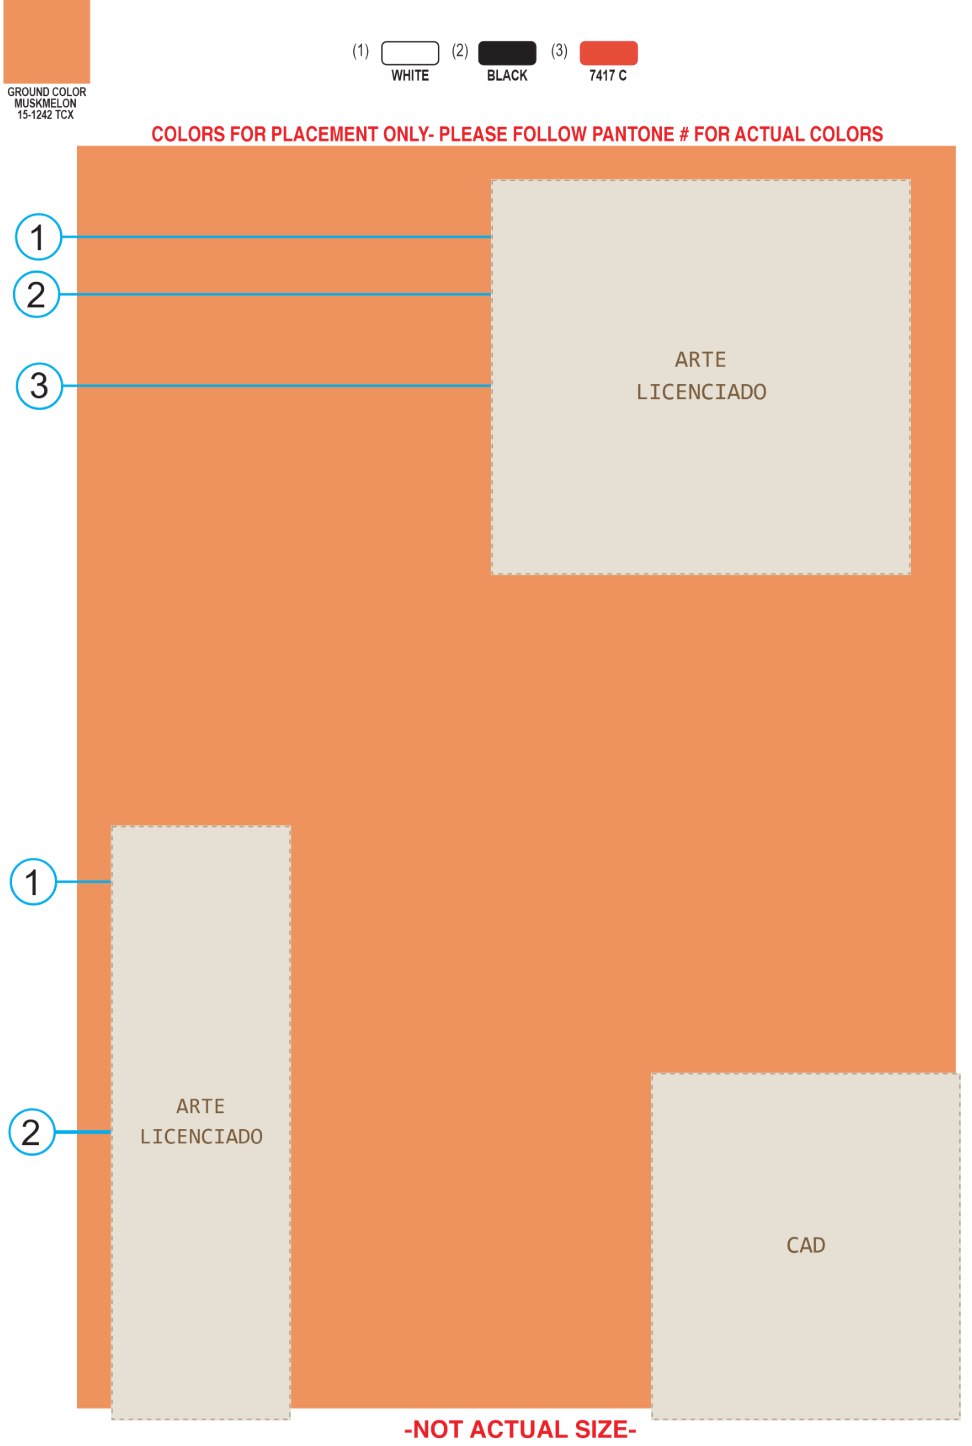 (1)
(2)
(3)
WHITE
BLACK
7417 C
GROUND COLOR
MUSKMELON
15-1242 TCX
COLORS FOR PLACEMENT ONLY- PLEASE FOLLOW PANTONE # FOR ACTUAL COLORS
1
2
3
ARTE
LICENCIADO
1
2
ARTE
LICENCIADO
CAD
-NOT ACTUAL SIZE-